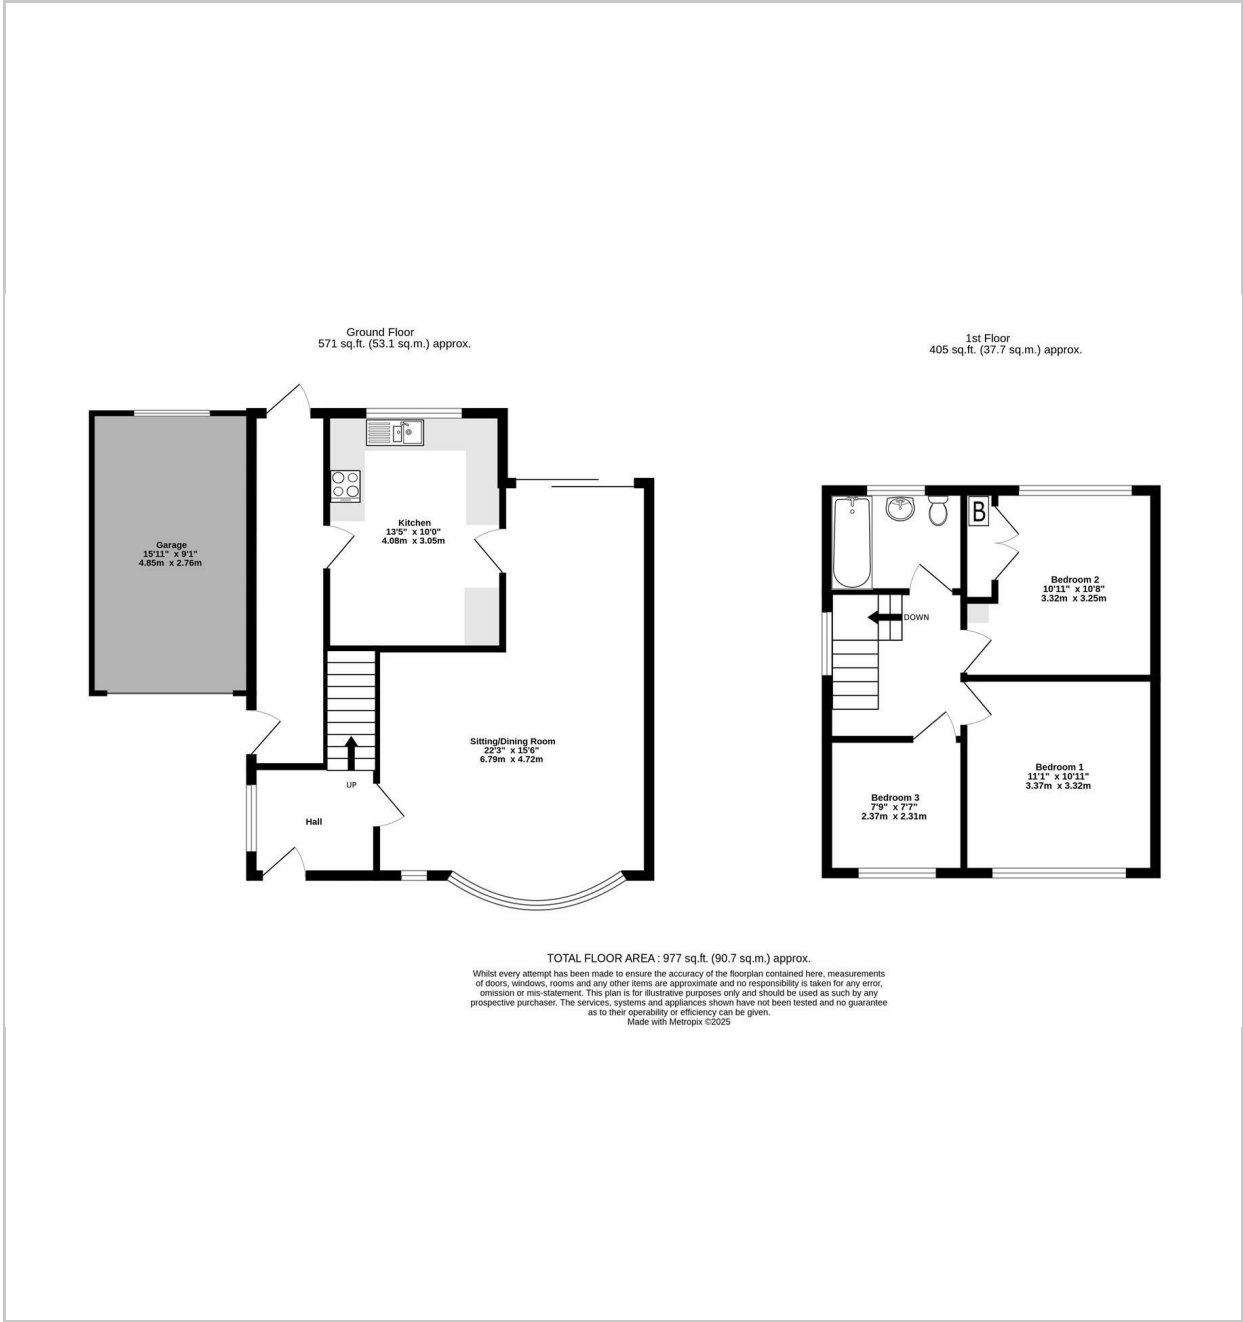 Ground Floor
571 sq.ft. (53.1 sq.m.) approx.
1st Floor
405 sq.ft. (37.7 sq.m.) approx.
Garage
15'11" x 9'1"
4.85m x 2.76m
Kitchen
13'5" x 10'0"
4.08m x 3.05m
Sitting/Dining Room
22'3" x 15'6"
6.79m x 4.72m
UP
Hall
B
Bedroom 2
10'11" x 10'8"
3.32m x 3.25m
DOWN
Bedroom 1
11'1" x 10'11"
3.37m x 3.32m
Bedroom 3
7'9" x 7'7"
2.37m x 2.31m
TOTAL FLOOR AREA : 977 sq.ft. (90.7 sq.m.) approx.
Whilst every attempt has been made to ensure the accuracy of the floorplan contained here, measurements
of doors, windows, rooms and any other items are approximate and no responsibility is taken for any error,
omission or mis-statement. This plan is for illustrative purposes only and should be used as such by any
prospective purchaser. The services, systems and appliances shown have not been tested and no guarantee
as to their operability or efficiency can be given.
Made with Metropix ©2025